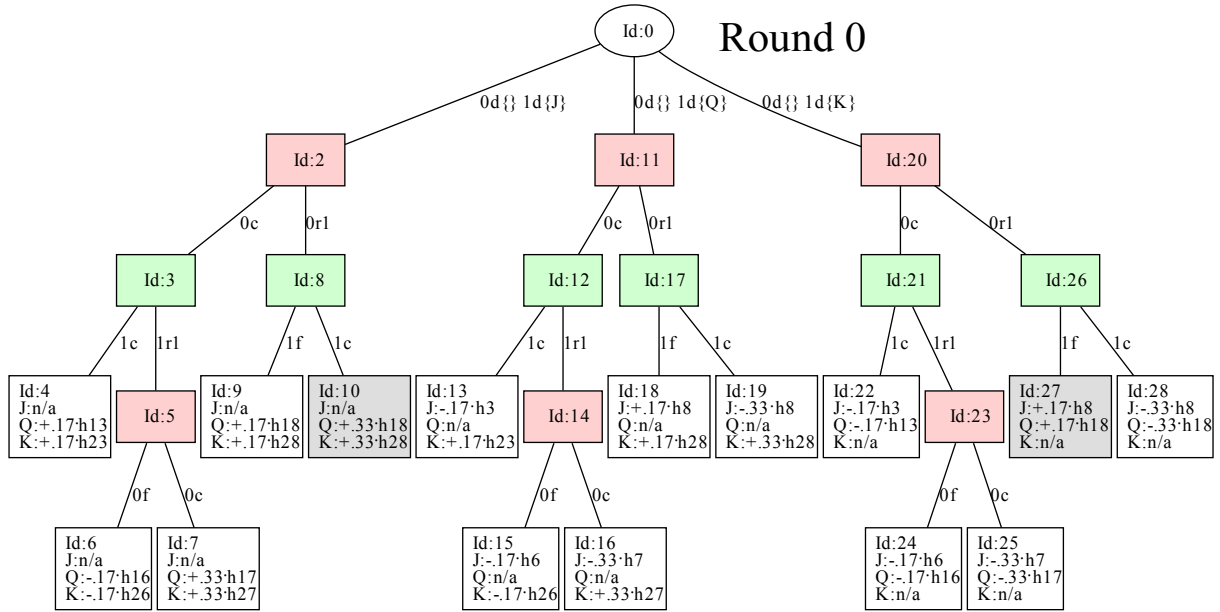 Id:0
Round 0
0d{} 1d{J}
0d{} 1d{Q}
0d{} 1d{K}
Id:2
Id:11
Id:20
0c
0r1
0c
0r1
0c
0r1
Id:3
Id:8
Id:12
Id:17
Id:21
Id:26
1c
1r1
1f
1c
1c
1r1
1f
1c
1c
1r1
1f
1c
Id:4
J:n/a
Q:+.17·h13
K:+.17·h23
Id:5
Id:9
J:n/a
Q:+.17·h18
K:+.17·h28
Id:10
J:n/a
Q:+.33·h18
K:+.33·h28
Id:13
J:-.17·h3
Q:n/a
K:+.17·h23
Id:14
Id:18
J:+.17·h8
Q:n/a
K:+.17·h28
Id:19
J:-.33·h8
Q:n/a
K:+.33·h28
Id:22
J:-.17·h3
Q:-.17·h13
K:n/a
Id:23
Id:27
J:+.17·h8
Q:+.17·h18
K:n/a
Id:28
J:-.33·h8
Q:-.33·h18
K:n/a
0f
0c
0f
0c
0f
0c
Id:6
J:n/a
Q:-.17·h16
K:-.17·h26
Id:7
J:n/a
Q:+.33·h17
K:+.33·h27
Id:15
J:-.17·h6
Q:n/a
K:-.17·h26
Id:16
J:-.33·h7
Q:n/a
K:+.33·h27
Id:24
J:-.17·h6
Q:-.17·h16
K:n/a
Id:25
J:-.33·h7
Q:-.33·h17
K:n/a